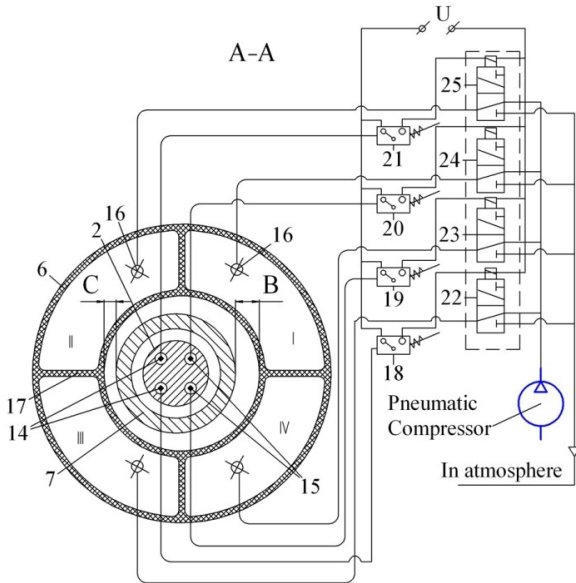 U
A–A
25
21
24
16
2
16
20
6
C
B
23
II
I
19
22
17
18
14
III
IV
Pneumatic
Compressor
7
15
In atmosphere